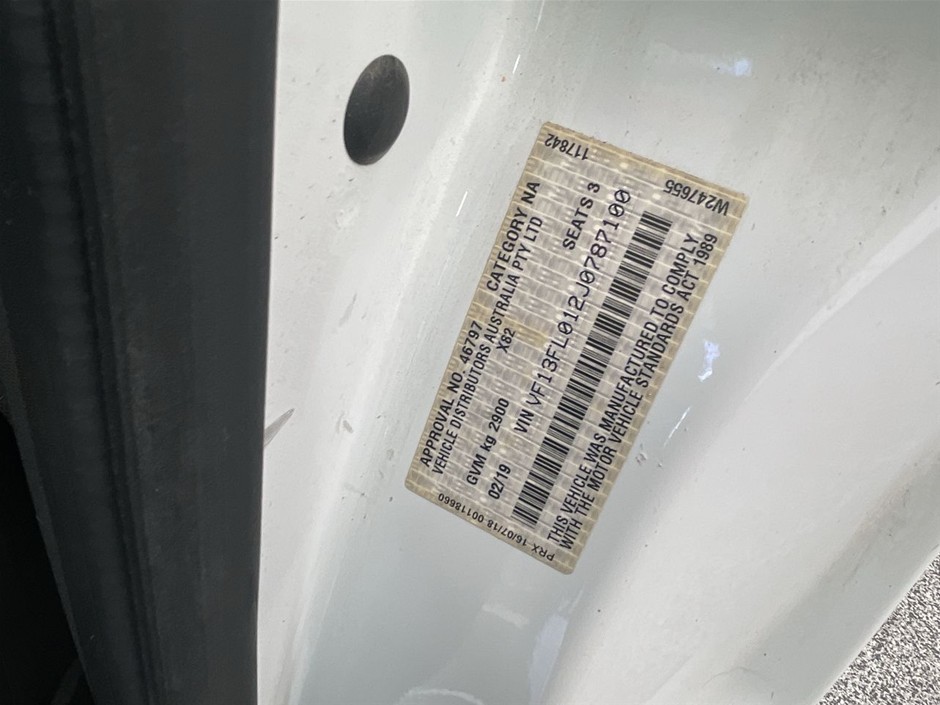 APPROVAL NO. 46797 CATEGORY NA
VEHICLE DISTRIBUTORS AUSTRALIA PTY LTD
X82
GVM kg 2900 SEATS 3
02/19 VIN VF13FL012J0787100
THIS VEHICLE WAS MANUFACTURED TO COMPLY
WITH THE MOTOR VEHICLE STANDARDS ACT 1989
117842
W247655
PRX 16/07/18 00118660